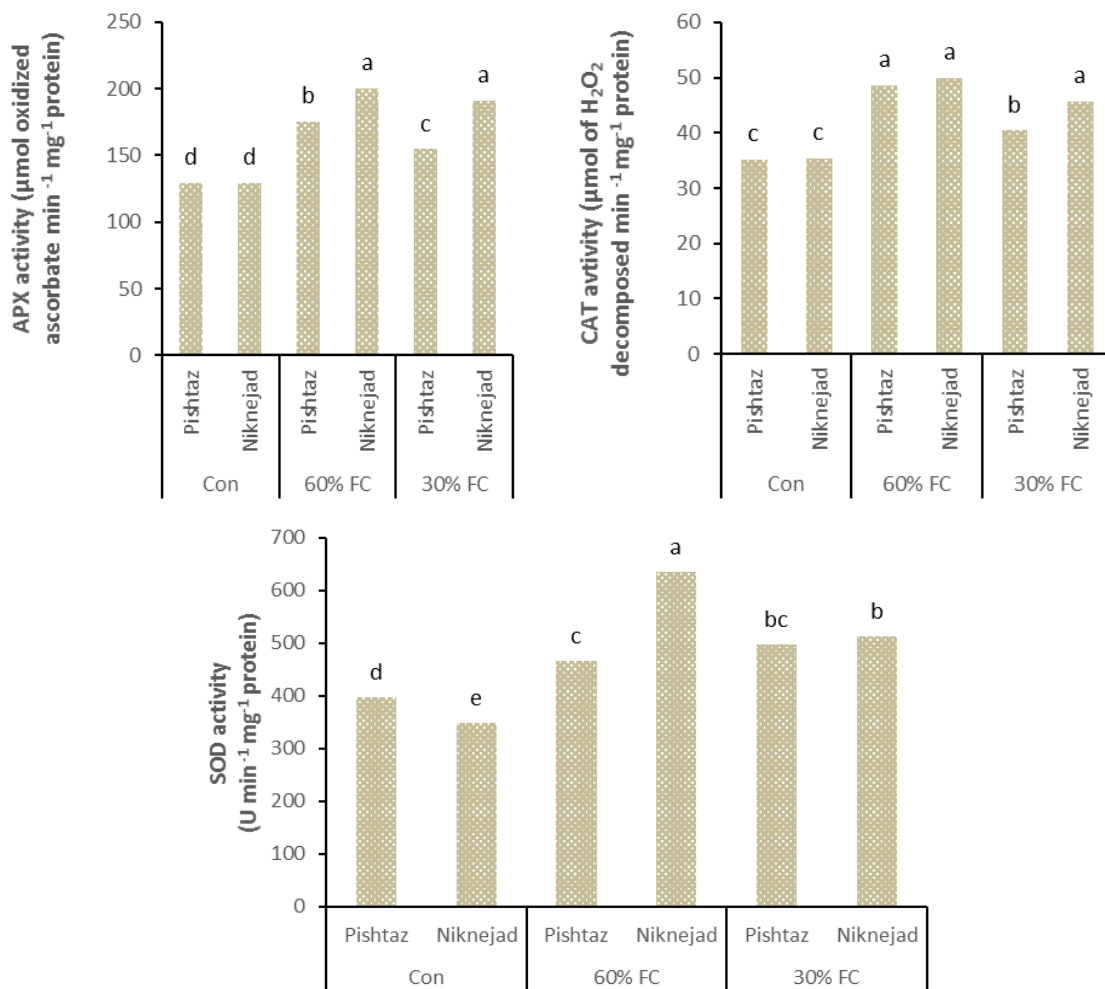 APX activity (µmol oxidized
ascorbate min ⁻¹ mg⁻¹ protein)
250
200
150
100
50
0
d
d
b
a
c
a
Pishtaz
Niknejad
Pishtaz
Niknejad
Pishtaz
Niknejad
Con
60% FC
30% FC
CAT avtivity (µmol of H₂O₂
decomposed min⁻¹ mg⁻¹ protein)
60
50
40
30
20
10
0
c
c
a
a
b
a
Pishtaz
Niknejad
Pishtaz
Niknejad
Pishtaz
Niknejad
Con
60% FC
30% FC
SOD activity
(U min⁻¹ mg⁻¹ protein)
700
600
500
400
300
200
100
0
d
e
c
a
bc
b
Pishtaz
Niknejad
Pishtaz
Niknejad
Pishtaz
Niknejad
Con
60% FC
30% FC